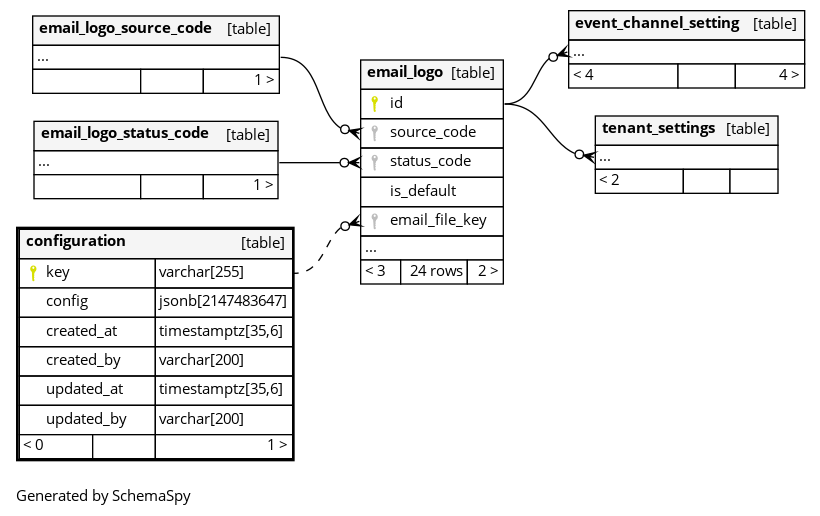 email_logo_source_code [table]
...
1 >
email_logo_status_code [table]
...
1 >
configuration [table]
key varchar[255]
config jsonb[2147483647]
created_at timestamptz[35,6]
created_by varchar[200]
updated_at timestamptz[35,6]
updated_by varchar[200]
< 0 1 >
email_logo [table]
id
source_code
status_code
is_default
email_file_key
...
< 3 24 rows 2 >
event_channel_setting [table]
...
< 4 4 >
tenant_settings [table]
...
< 2
Generated by SchemaSpy